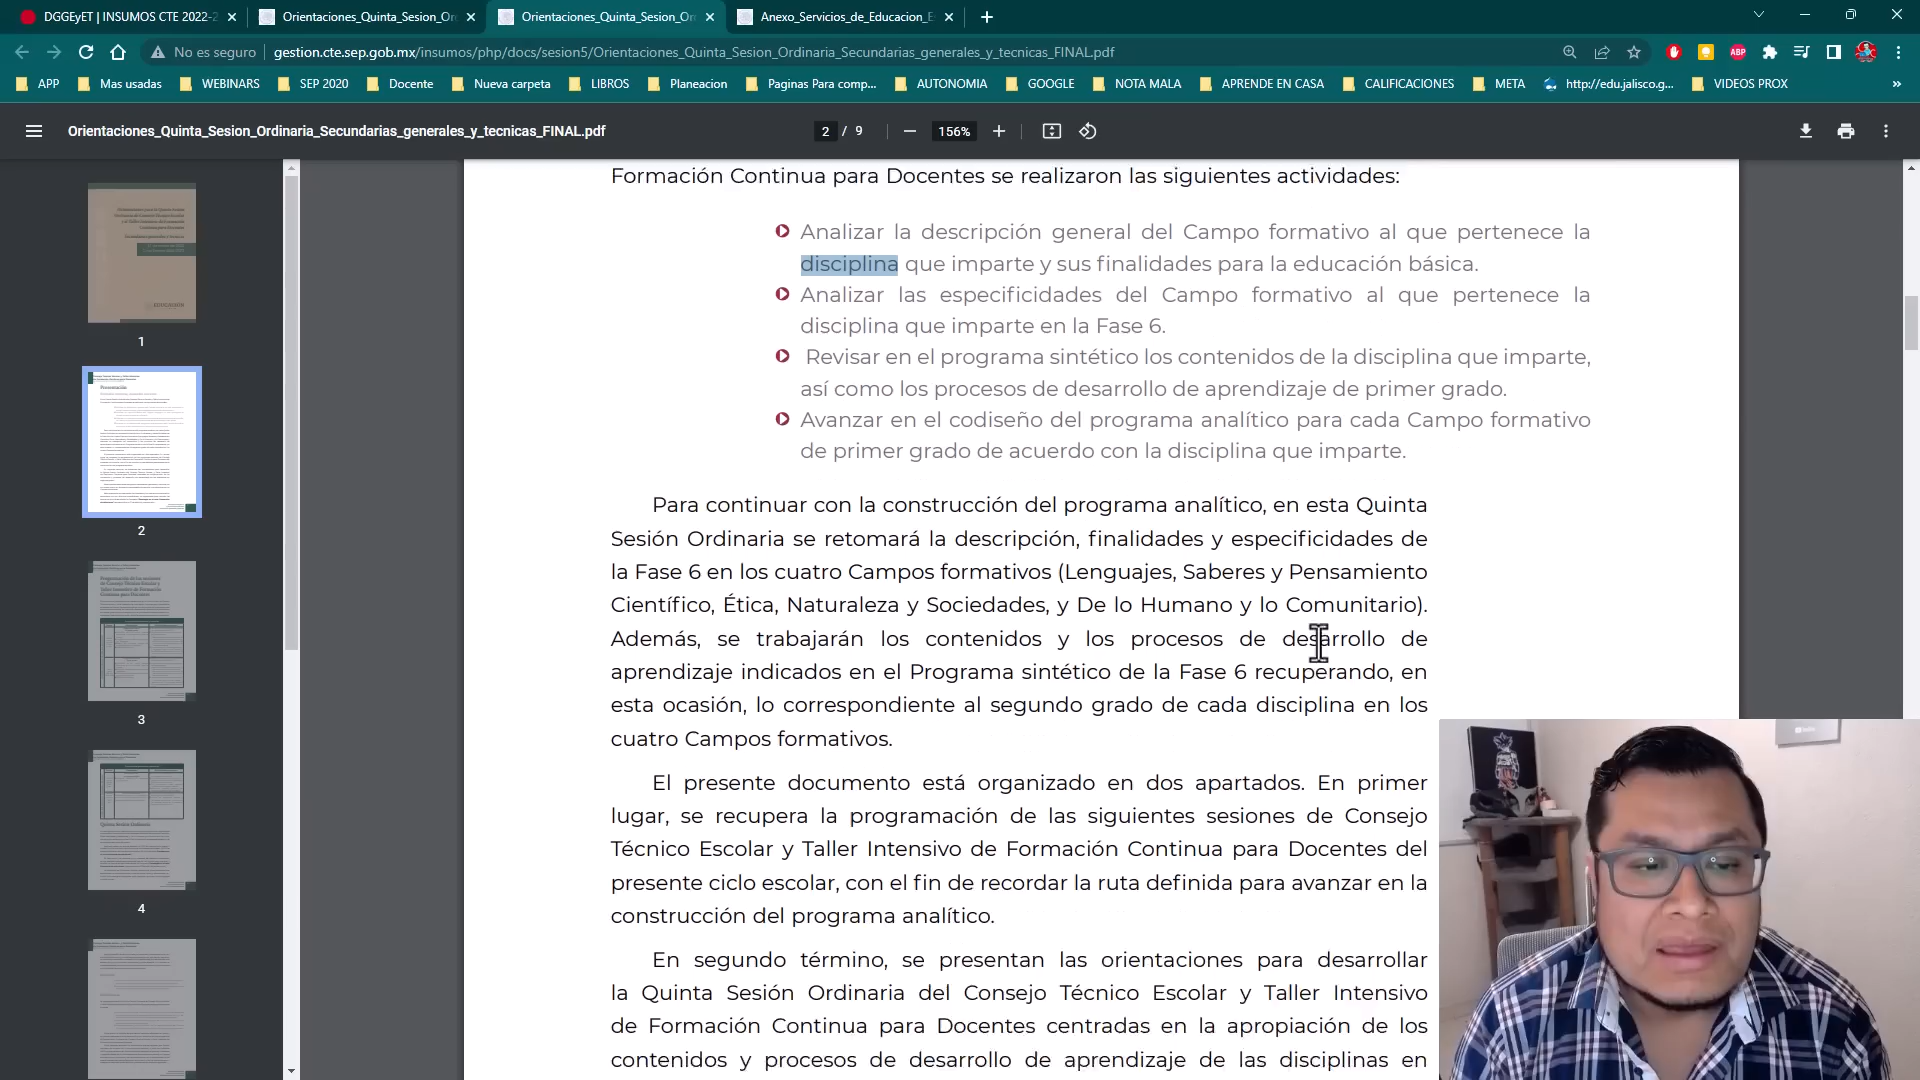 DGGEyET | INSUMOS CTE 2022-2
Orientaciones_Quinta_Sesion_Or
Orientaciones_Quinta_Sesion_Or
Anexo_Servicios_de_Educacion_E
No es seguro
gestion.cte.sep.gob.mx/insumos/php/docs/sesion5/Orientaciones_Quinta_Sesion_Ordinaria_Secundarias_generales_y_tecnicas_FINAL.pdf
ABP
APP
Mas usadas
WEBINARS
SEP 2020
Docente
Nueva carpeta
LIBROS
Planeacion
Paginas Para comp...
AUTONOMIA
GOOGLE
NOTA MALA
APRENDE EN CASA
CALIFICACIONES
META
http://edu.jalisco.g...
VIDEOS PROX
Orientaciones_Quinta_Sesion_Ordinaria_Secundarias_generales_y_tecnicas_FINAL.pdf
2 / 9
156%
1
2
3
4
Formación Continua para Docentes se realizaron las siguientes actividades:
Analizar la descripción general del Campo formativo al que pertenece la
disciplina que imparte y sus finalidades para la educación básica.
Analizar las especificidades del Campo formativo al que pertenece la
disciplina que imparte en la Fase 6.
Revisar en el programa sintético los contenidos de la disciplina que imparte,
así como los procesos de desarrollo de aprendizaje de primer grado.
Avanzar en el codiseño del programa analítico para cada Campo formativo
de primer grado de acuerdo con la disciplina que imparte.
Para continuar con la construcción del programa analítico, en esta Quinta
Sesión Ordinaria se retomará la descripción, finalidades y especificidades de
la Fase 6 en los cuatro Campos formativos (Lenguajes, Saberes y Pensamiento
Científico, Ética, Naturaleza y Sociedades, y De lo Humano y lo Comunitario).
Además, se trabajarán los contenidos y los procesos de desarrollo de
aprendizaje indicados en el Programa sintético de la Fase 6 recuperando, en
esta ocasión, lo correspondiente al segundo grado de cada disciplina en los
cuatro Campos formativos.
El presente documento está organizado en dos apartados. En primer
lugar, se recupera la programación de las siguientes sesiones de Consejo
Técnico Escolar y Taller Intensivo de Formación Continua para Docentes del
presente ciclo escolar, con el fin de recordar la ruta definida para avanzar en la
construcción del programa analítico.
En segundo término, se presentan las orientaciones para desarrollar
la Quinta Sesión Ordinaria del Consejo Técnico Escolar y Taller Intensivo
de Formación Continua para Docentes centradas en la apropiación de los
contenidos y procesos de desarrollo de aprendizaje de las disciplinas en